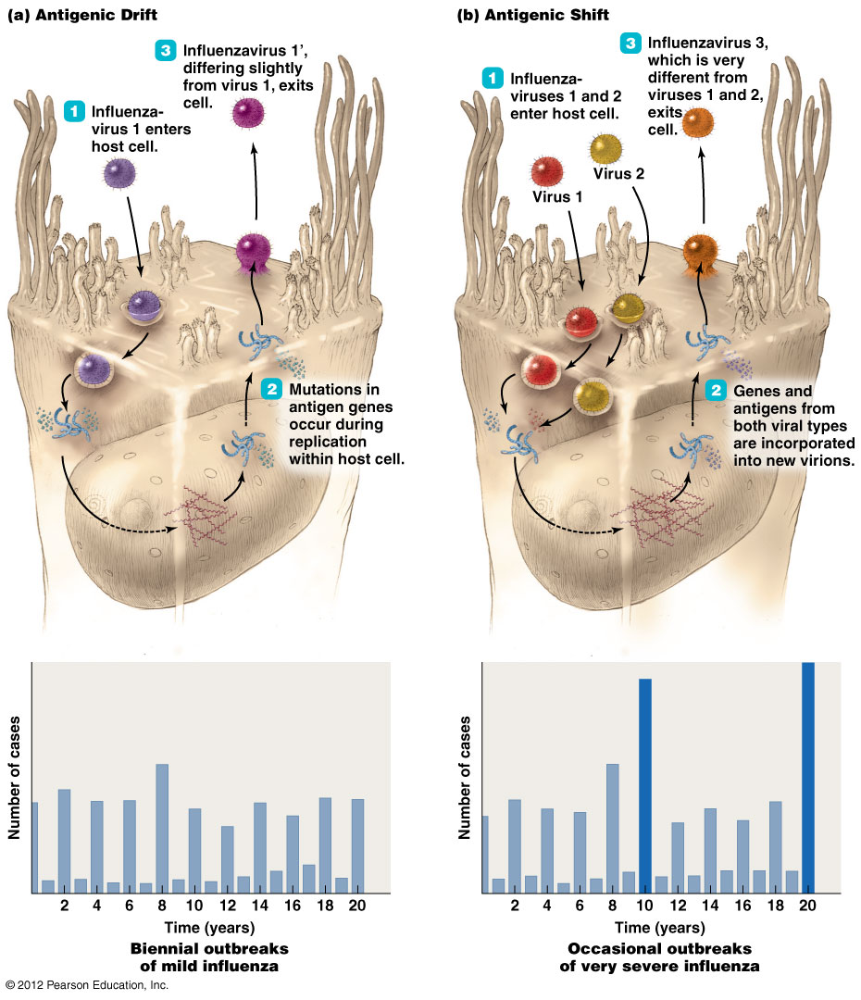 (a) Antigenic Drift
3 Influenzavirus 1’,
differing slightly
from virus 1, exits
cell.
1 Influenza-
virus 1 enters
host cell.
2 Mutations in
antigen genes
occur during
replication
within host cell.
(b) Antigenic Shift
3 Influenzavirus 3,
which is very
different from
viruses 1 and 2,
exits
cell.
1 Influenza-
viruses 1 and 2
enter host cell.
Virus 2
Virus 1
2 Genes and
antigens from
both viral types
are incorporated
into new virions.
Number of cases
2 4 6 8 10 12 14 16 18 20
Time (years)
Biennial outbreaks
of mild influenza
Number of cases
2 4 6 8 10 12 14 16 18 20
Time (years)
Occasional outbreaks
of very severe influenza
© 2012 Pearson Education, Inc.